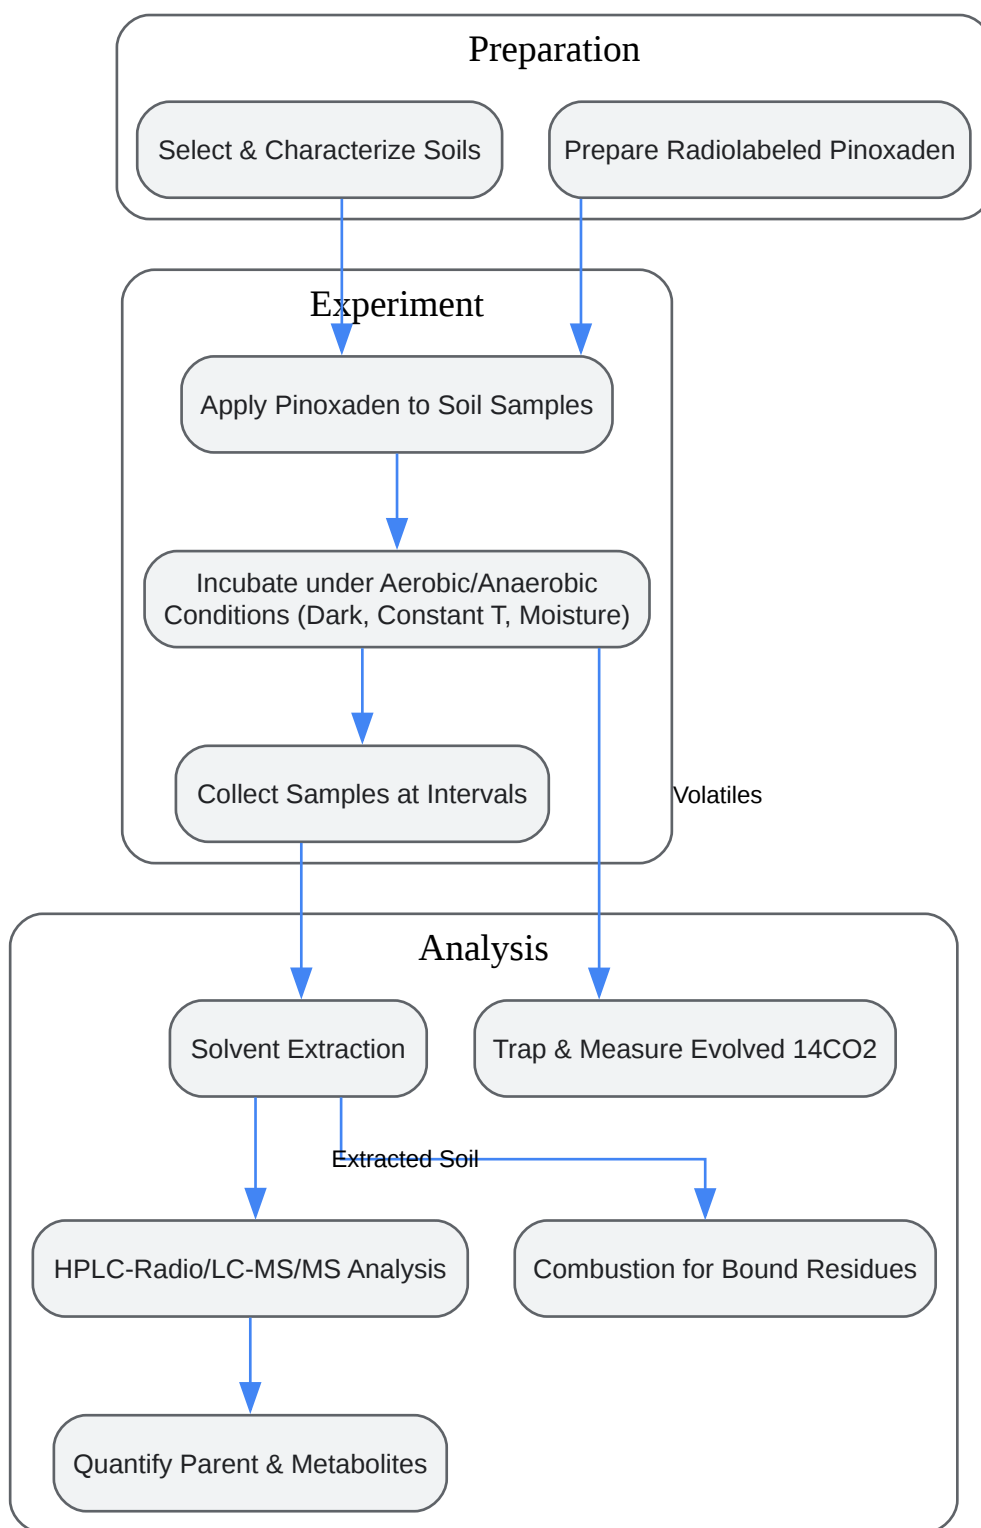 Preparation
Select & Characterize Soils
Prepare Radiolabeled Pinoxaden
Experiment
Apply Pinoxaden to Soil Samples
Incubate under Aerobic/Anaerobic
Conditions (Dark, Constant T, Moisture)
Collect Samples at Intervals
Volatiles
Analysis
Solvent Extraction
Trap & Measure Evolved 14CO2
Extracted Soil
HPLC-Radio/LC-MS/MS Analysis
Combustion for Bound Residues
Quantify Parent & Metabolites